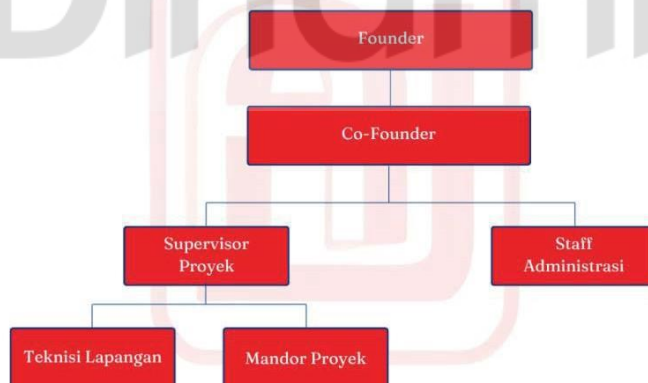 Founder
Co-Founder
Supervisor
Proyek
Staff
Administrasi
Teknisi Lapangan
Mandor Proyek